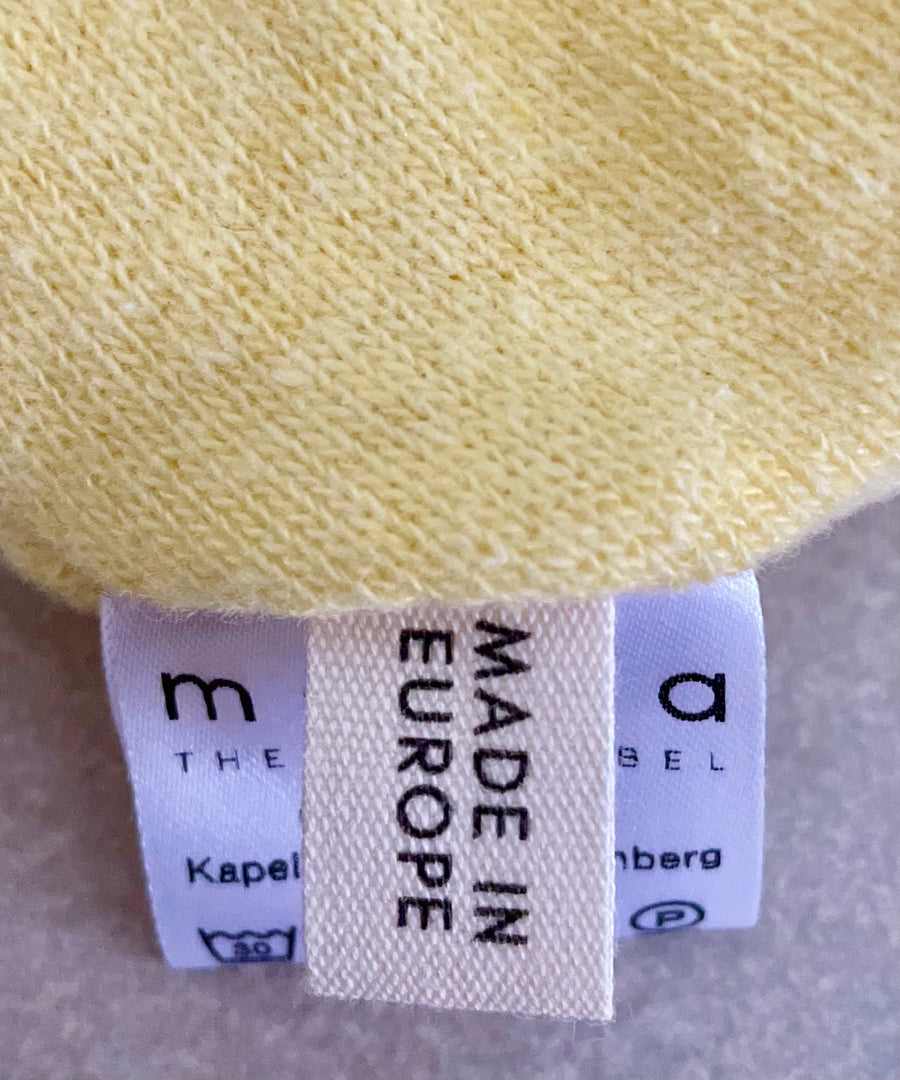 MADE IN
EUROPE
m a
THE BEL
Kapel nberg
30 P